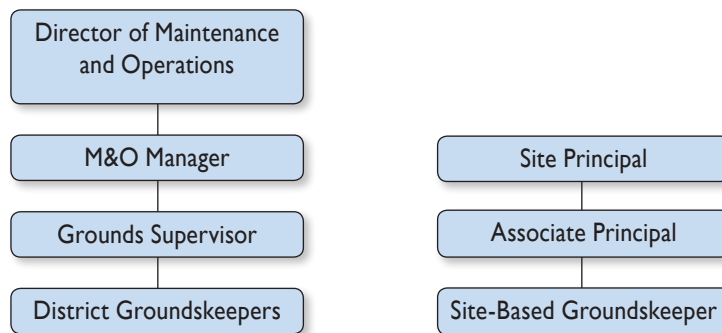 Director of Maintenance
and Operations
M&O Manager
Grounds Supervisor
District Groundskeepers
Site Principal
Associate Principal
Site-Based Groundskeeper